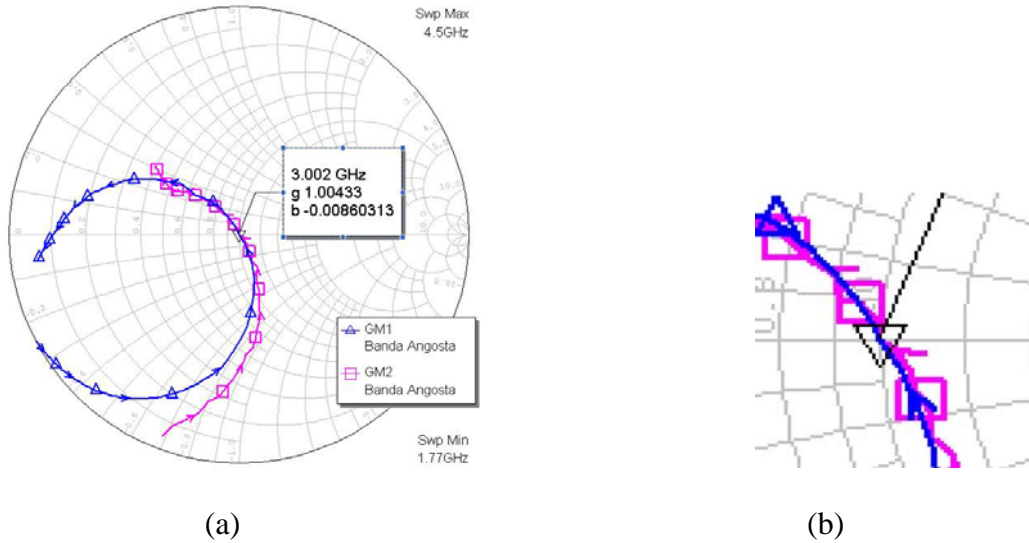 Swp Max
4.5GHz
3.002 GHz
g 1.00433
b -0.00860313
GM1
Banda Angosta
GM2
Banda Angosta
Swp Min
1.77GHz
(a)
(b)